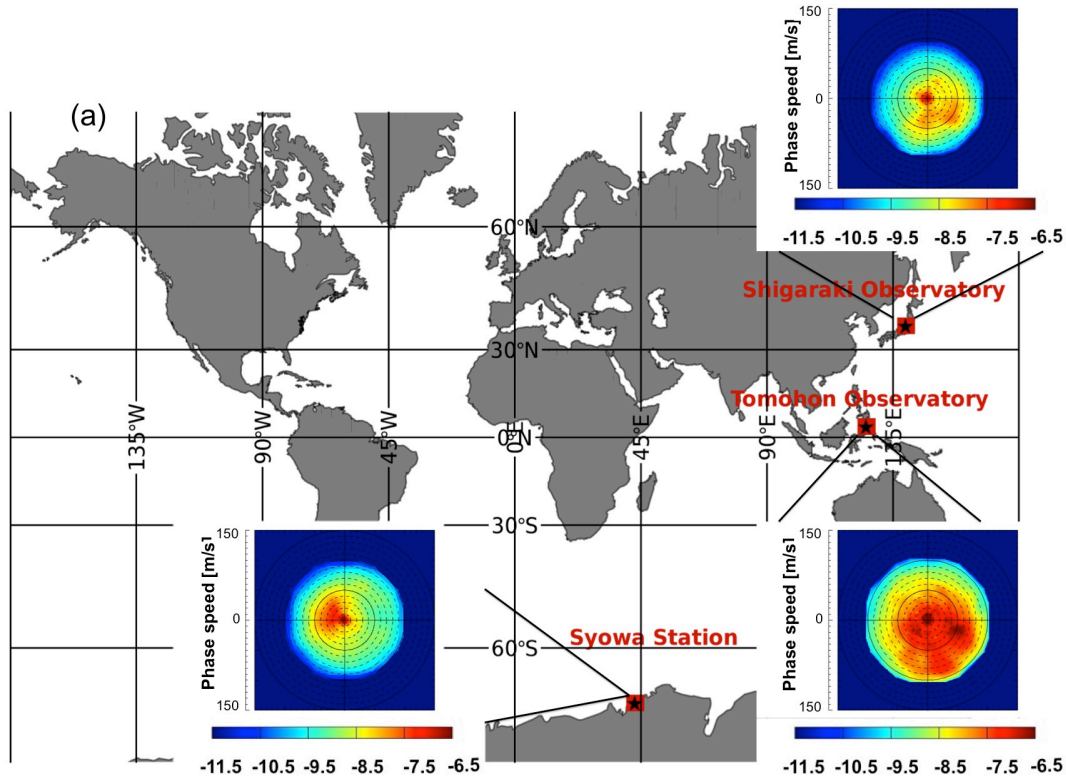 150
0
150
Phase speed [m/s]
-11.5 -10.5 -9.5 -8.5 -7.5 -6.5
(a)
60°N
Shigaraki Observatory
30°N
Tomohon Observatory
135°W
90°W
45°W
0°
0°N
45°E
90°E
135°E
30°S
150
0
150
Phase speed [m/s]
-11.5 -10.5 -9.5 -8.5 -7.5 -6.5
Syowa Station
60°S
150
0
150
Phase speed [m/s]
-11.5 -10.5 -9.5 -8.5 -7.5 -6.5